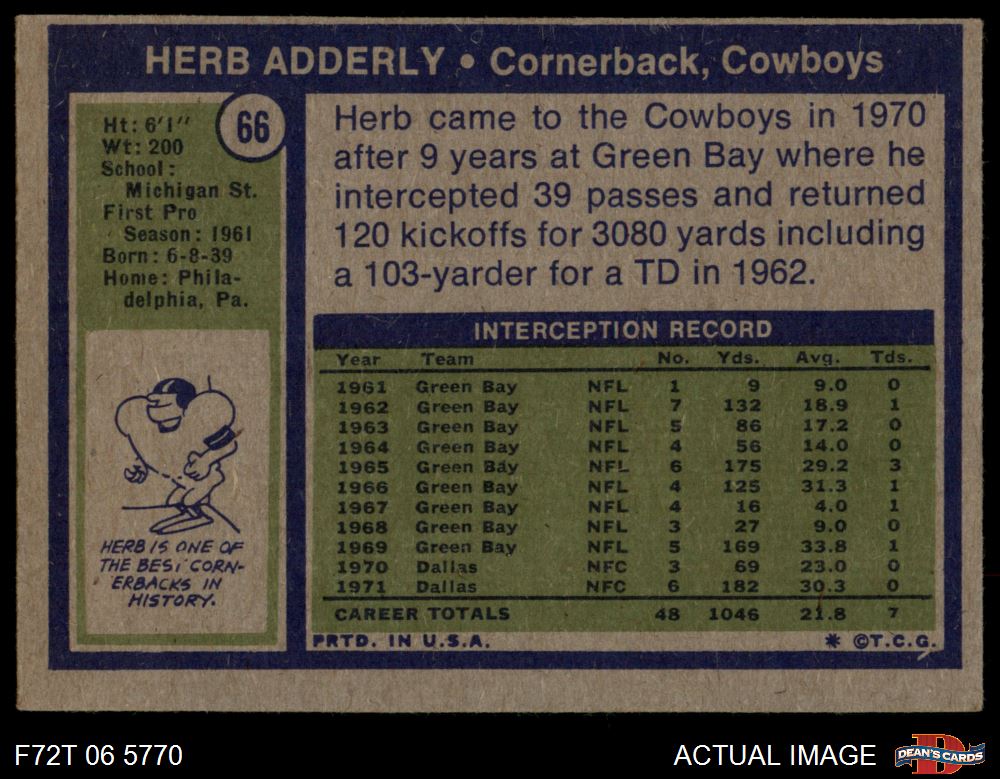 HERB ADDERLY • Cornerback, Cowboys
66
Ht: 6'1"
Wt: 200
School:
Michigan St.
First Pro
Season: 1961
Born: 6-8-39
Home: Phila-
delphia, Pa.
HERB IS ONE OF
THE BEST CORN-
ERBACKS IN
HISTORY.
Herb came to the Cowboys in 1970
after 9 years at Green Bay where he
intercepted 39 passes and returned
120 kickoffs for 3080 yards including
a 103-yarder for a TD in 1962.
INTERCEPTION RECORD
Year Team No. Yds. Avg. Tds.
1961 Green Bay NFL 1 9 9.0 0
1962 Green Bay NFL 7 132 18.9 1
1963 Green Bay NFL 5 86 17.2 0
1964 Green Bay NFL 4 56 14.0 0
1965 Green Bay NFL 6 175 29.2 3
1966 Green Bay NFL 4 125 31.3 1
1967 Green Bay NFL 4 16 4.0 1
1968 Green Bay NFL 3 27 9.0 0
1969 Green Bay NFL 5 169 33.8 1
1970 Dallas NFC 3 69 23.0 0
1971 Dallas NFC 6 182 30.3 0
CAREER TOTALS 48 1046 21.8 7
PRTD. IN U.S.A. * ©T.C.G.
F72T 06 5770 ACTUAL IMAGE DEAN'S CARDS